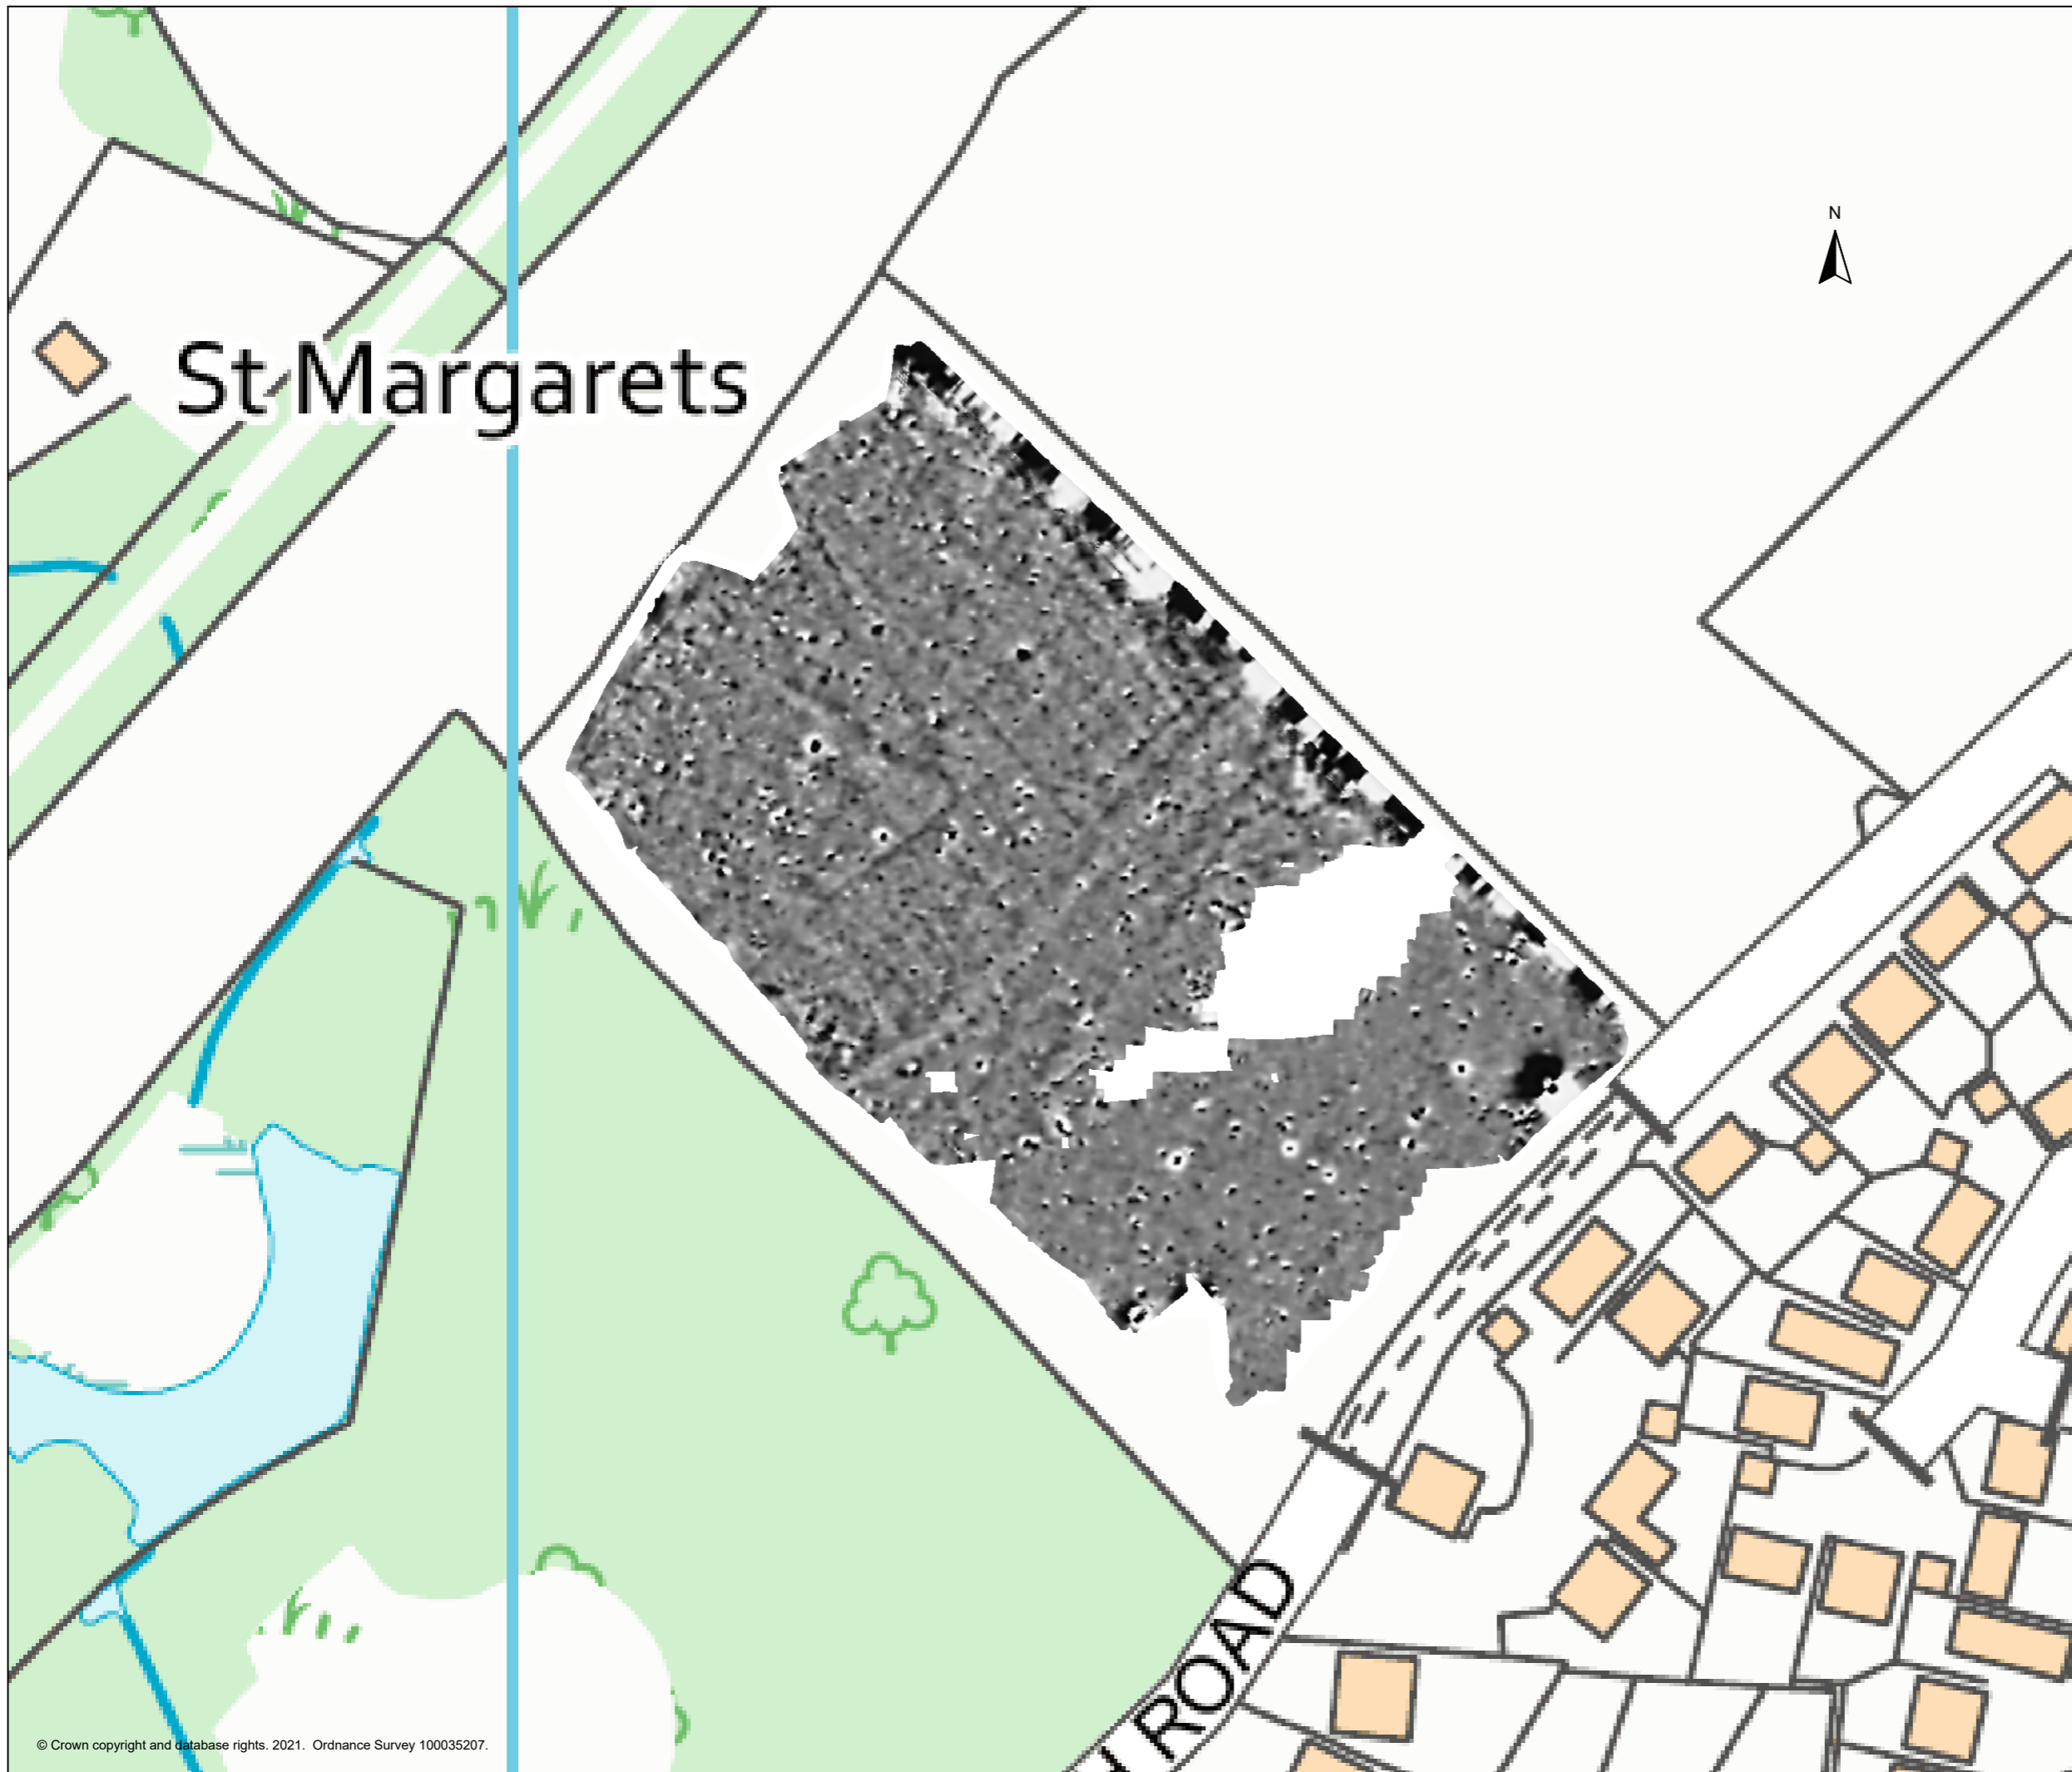 N
St Margarets
ROAD
© Crown copyright and database rights. 2021. Ordnance Survey 100035207.